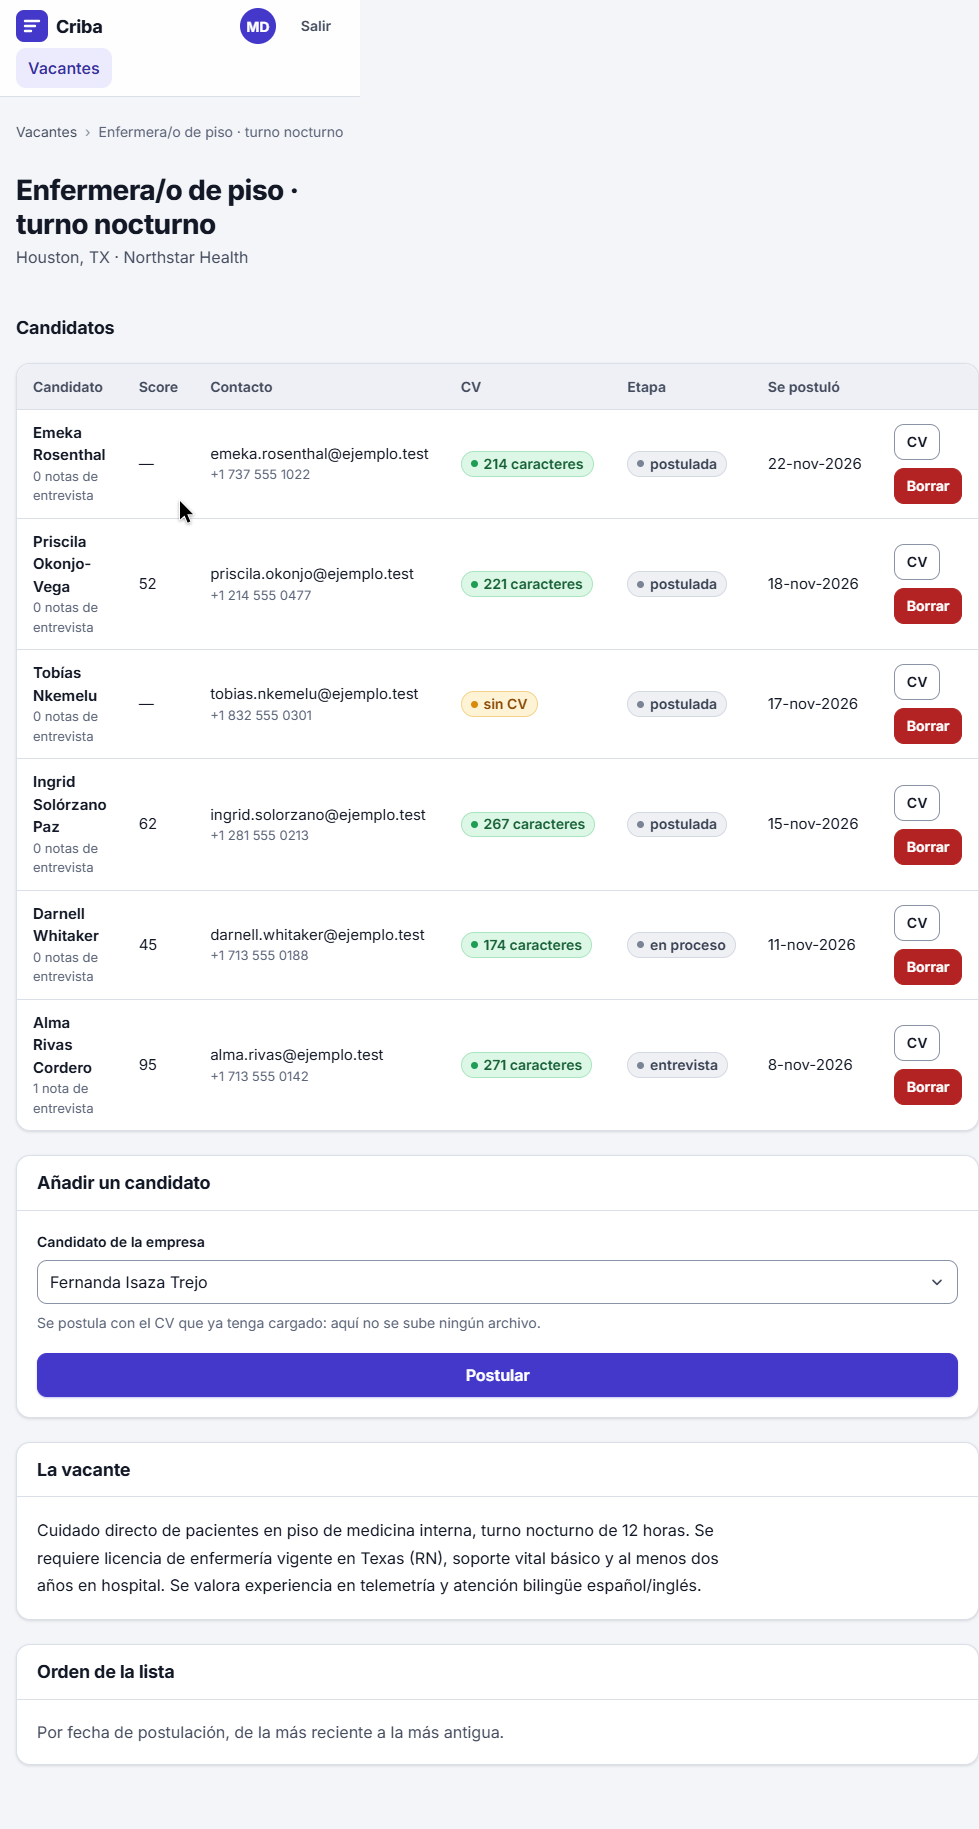 Criba
MD
Salir
Vacantes
Vacantes › Enfermera/o de piso · turno nocturno
Enfermera/o de piso ·
turno nocturno
Houston, TX · Northstar Health
Candidatos
Candidato Score Contacto CV Etapa Se postuló
Emeka
Rosenthal
0 notas de
entrevista
—
emeka.rosenthal@ejemplo.test
+1 737 555 1022
214 caracteres
postulada
22-nov-2026
CV
Borrar
Priscila
Okonjo-
Vega
0 notas de
entrevista
52
priscila.okonjo@ejemplo.test
+1 214 555 0477
221 caracteres
postulada
18-nov-2026
CV
Borrar
Tobías
Nkemelu
0 notas de
entrevista
—
tobias.nkemelu@ejemplo.test
+1 832 555 0301
sin CV
postulada
17-nov-2026
CV
Borrar
Ingrid
Solórzano
Paz
0 notas de
entrevista
62
ingrid.solorzano@ejemplo.test
+1 281 555 0213
267 caracteres
postulada
15-nov-2026
CV
Borrar
Darnell
Whitaker
0 notas de
entrevista
45
darnell.whitaker@ejemplo.test
+1 713 555 0188
174 caracteres
en proceso
11-nov-2026
CV
Borrar
Alma
Rivas
Cordero
1 nota de
entrevista
95
alma.rivas@ejemplo.test
+1 713 555 0142
271 caracteres
entrevista
8-nov-2026
CV
Borrar
Añadir un candidato
Candidato de la empresa
Fernanda Isaza Trejo
Se postula con el CV que ya tenga cargado: aquí no se sube ningún archivo.
Postular
La vacante
Cuidado directo de pacientes en piso de medicina interna, turno nocturno de 12 horas. Se
requiere licencia de enfermería vigente en Texas (RN), soporte vital básico y al menos dos
años en hospital. Se valora experiencia en telemetría y atención bilingüe español/inglés.
Orden de la lista
Por fecha de postulación, de la más reciente a la más antigua.